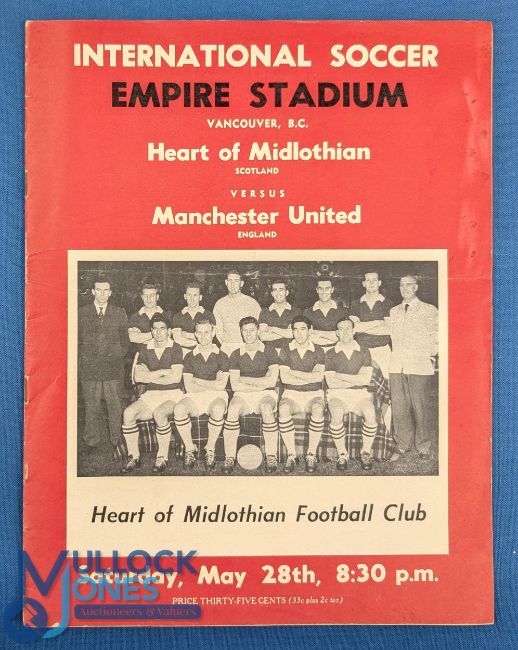 INTERNATIONAL SOCCER
EMPIRE STADIUM
VANCOUVER, B.C.
Heart of Midlothian
SCOTLAND
VERSUS
Manchester United
ENGLAND
Heart of Midlothian Football Club
Saturday, May 28th, 8:30 p.m.
PRICE THIRTY-FIVE CENTS (33c plus 2c tax)
MULLOCK
JONES
Auctioneers & Valuers